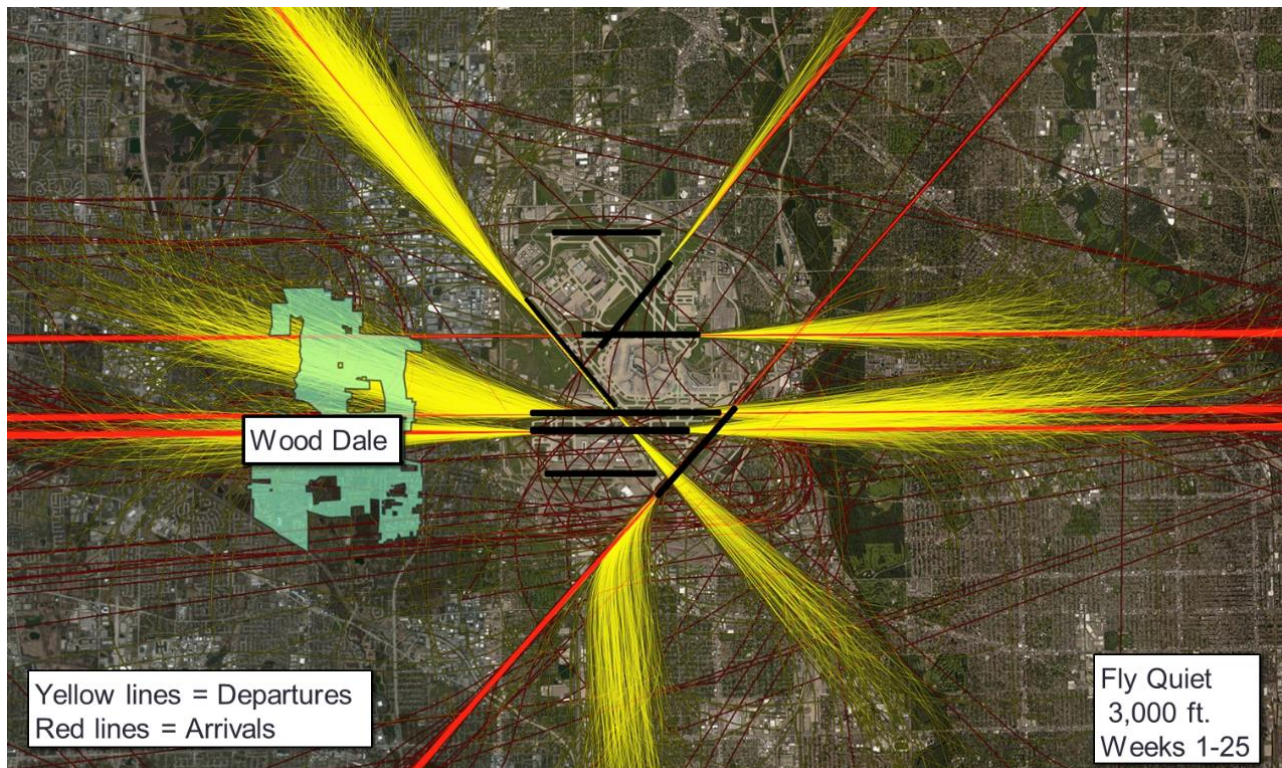 Wood Dale
Yellow lines = Departures
Red lines = Arrivals
Fly Quiet
3,000 ft.
Weeks 1-25